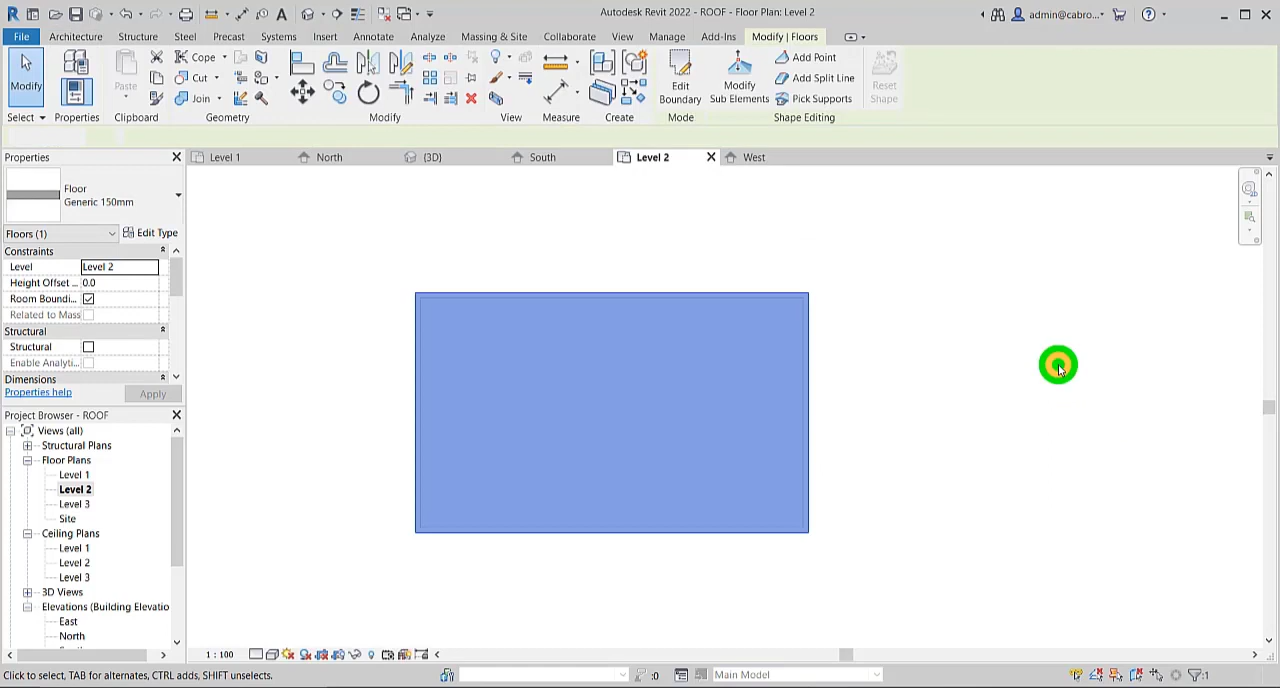 Autodesk Revit 2022 - ROOF - Floor Plan: Level 2
admin@cabro...
File Architecture Structure Steel Precast Systems Insert Annotate Analyze Massing & Site Collaborate View Manage Add-Ins Modify | Floors
Modify
Select
Properties
Paste
Clipboard
Cope
Cut
Join
Geometry
Modify
View
Measure
Create
Edit
Boundary
Mode
Modify
Sub Elements
Add Point
Add Split Line
Pick Supports
Shape Editing
Reset
Shape
Properties
Level 1 North (3D) South Level 2 West
Floor
Generic 150mm
Floors (1) Edit Type
Constraints
Level Level 2
Height Offset ... 0.0
Room Boundi...
Related to Mass
Structural
Structural
Enable Analyti...
Dimensions
Properties help Apply
Project Browser - ROOF
Views (all)
Structural Plans
Floor Plans
Level 1
Level 2
Level 3
Site
Ceiling Plans
Level 1
Level 2
Level 3
3D Views
Elevations (Building Elevatio
East
North
1 : 100
Click to select, TAB for alternates, CTRL adds, SHIFT unselects. :0 Main Model :1